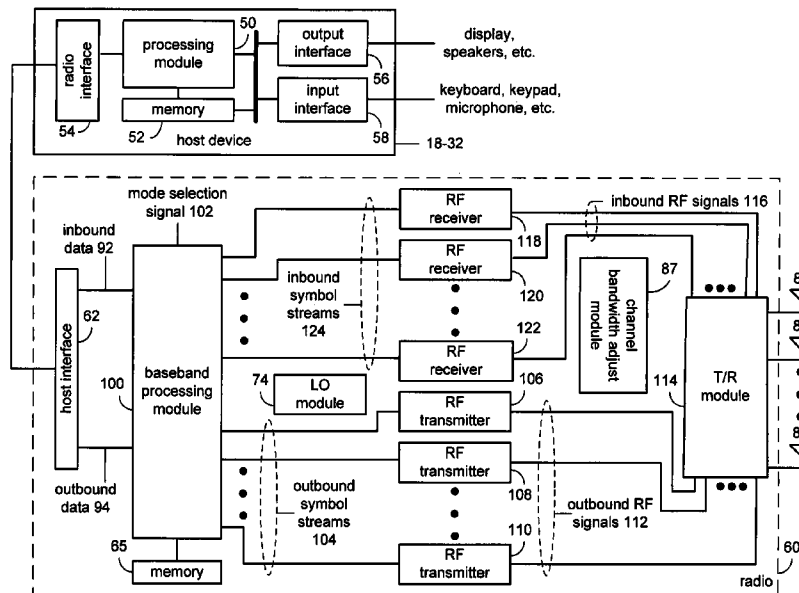 50
processing
module
radio
interface
54
memory
52
host device
output
interface
56
input
interface
58
display,
speakers, etc.
keyboard, keypad,
microphone, etc.
18-32
mode selection
signal 102
inbound
data 92
host interface
62
100
baseband
processing
module
outbound
data 94
65
memory
inbound
symbol
streams
124
74
LO
module
outbound
symbol
streams
104
RF
receiver
118
RF
receiver
120
RF
receiver
122
106
RF
transmitter
RF
transmitter
108
110
RF
transmitter
inbound RF signals 116
channel
bandwidth adjust
module
87
114
T/R
module
outbound RF
signals 112
8
8
8
60
radio